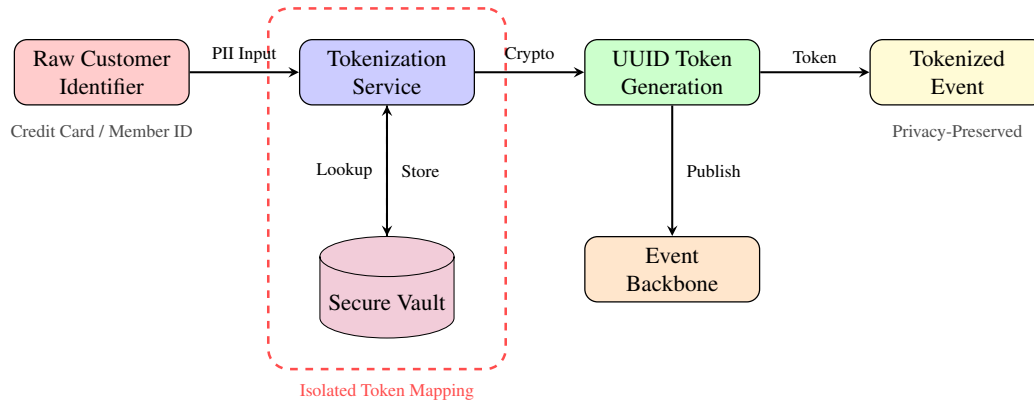 Raw Customer
Identifier
Credit Card / Member ID
PII Input
Tokenization
Service
Crypto
UUID Token
Generation
Token
Tokenized
Event
Privacy-Preserved
Lookup
Store
Publish
Secure Vault
Event
Backbone
Isolated Token Mapping